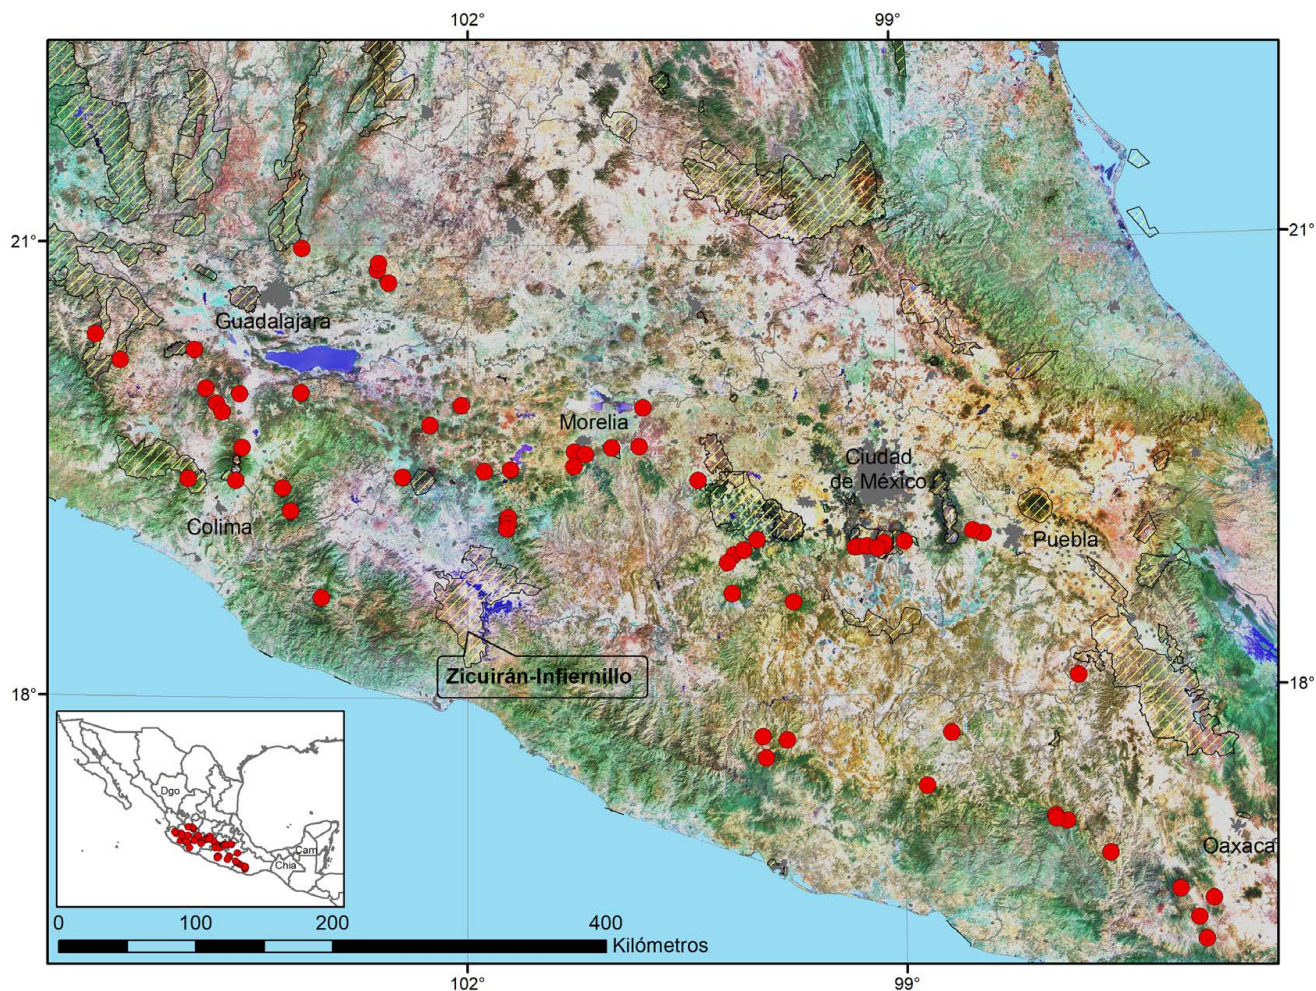 102°
99°
21°
21°
Guadalajara
Morelia
Ciudad
de México
Colima
Puebla
Zicuirán-Infiernillo
18°
18°
Dgo
Cam
Chia
Oaxaca
0
100
200
400
Kilómetros
102°
99°